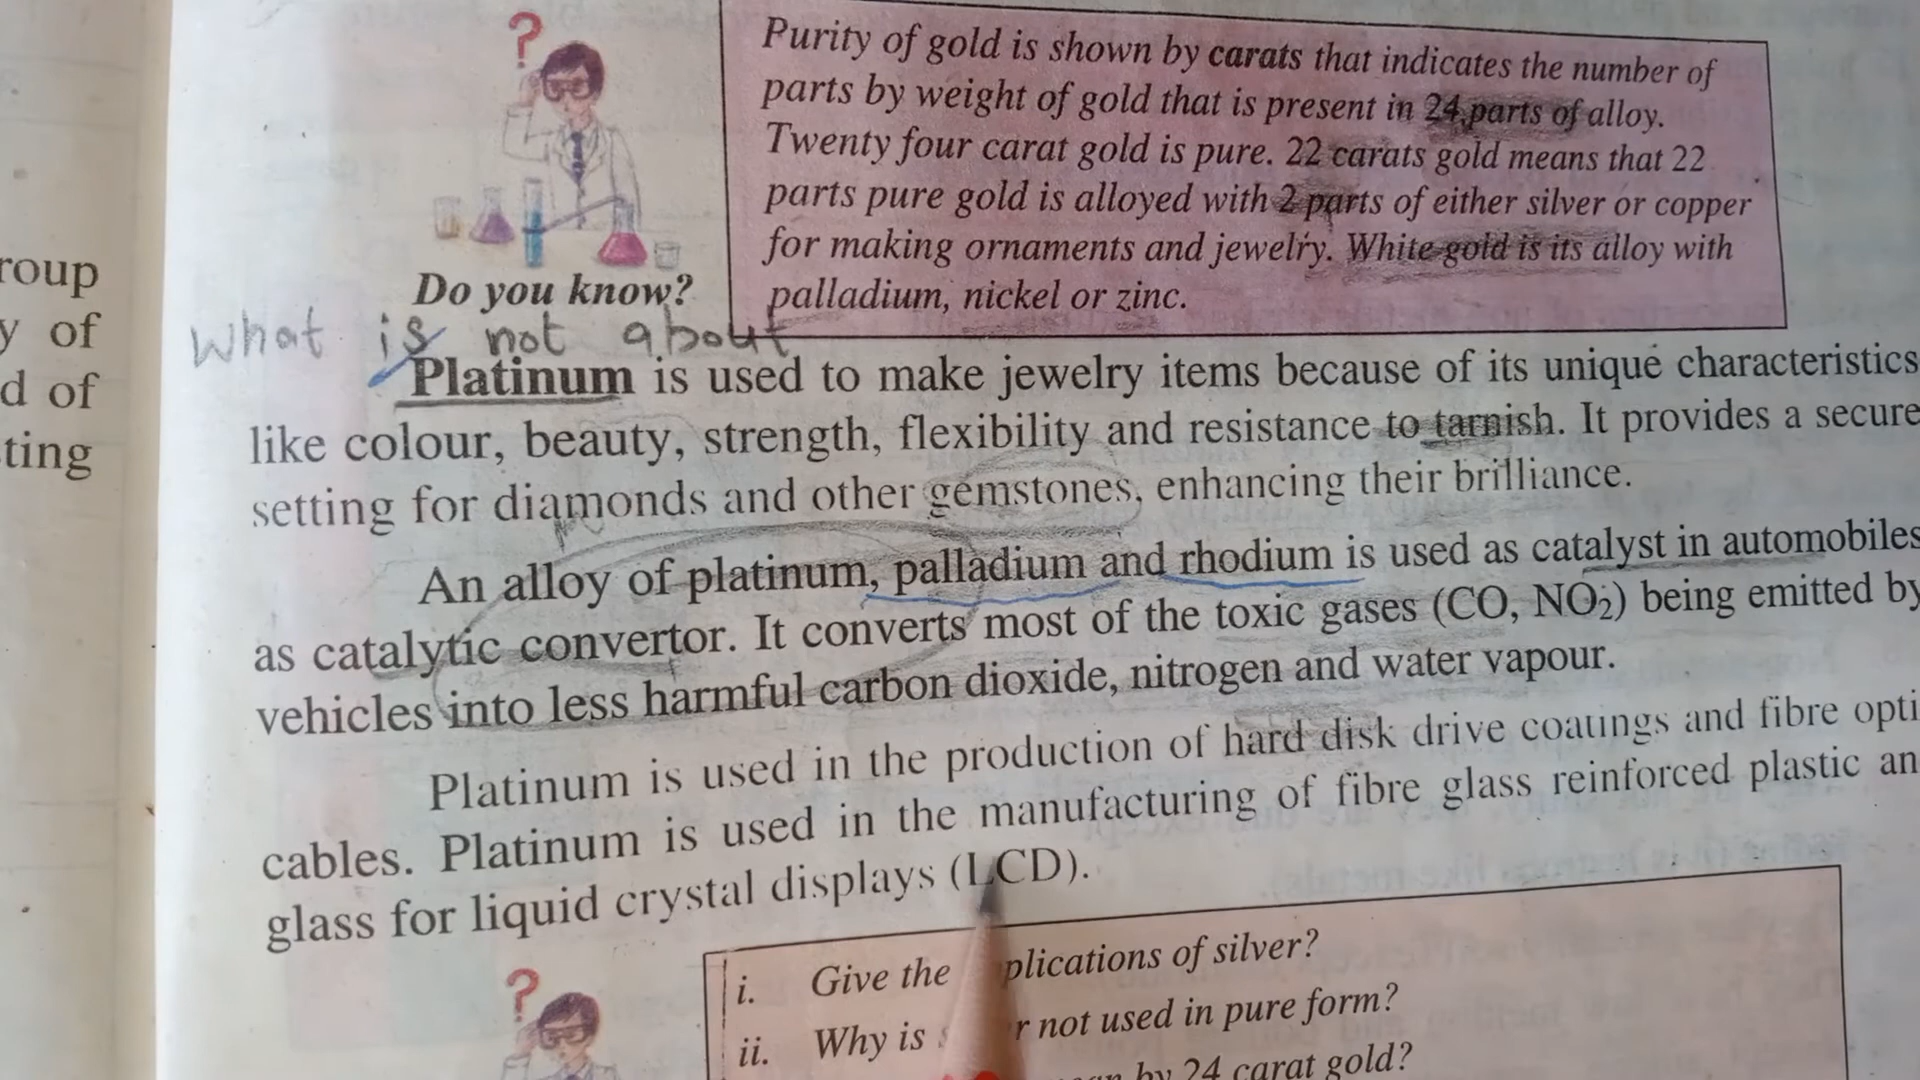 Purity of gold is shown by carats that indicates the number of
parts by weight of gold that is present in 24 parts of alloy.
Twenty four carat gold is pure. 22 carats gold means that 22
parts pure gold is alloyed with 2 parts of either silver or copper
for making ornaments and jewelry. White gold is its alloy with
palladium, nickel or zinc.
Do you know?
roup
y of
d of
ting
What is not about
Platinum is used to make jewelry items because of its unique characteristics
like colour, beauty, strength, flexibility and resistance to tarnish. It provides a secure
setting for diamonds and other gemstones, enhancing their brilliance.
An alloy of platinum, palladium and rhodium is used as catalyst in automobiles
as catalytic convertor. It converts most of the toxic gases (CO, NO₂) being emitted by
vehicles into less harmful carbon dioxide, nitrogen and water vapour.
Platinum is used in the production of hard disk drive coatings and fibre opti
cables. Platinum is used in the manufacturing of fibre glass reinforced plastic an
glass for liquid crystal displays (LCD).
i. Give the plications of silver?
ii. Why is r not used in pure form?
by 24 carat gold?